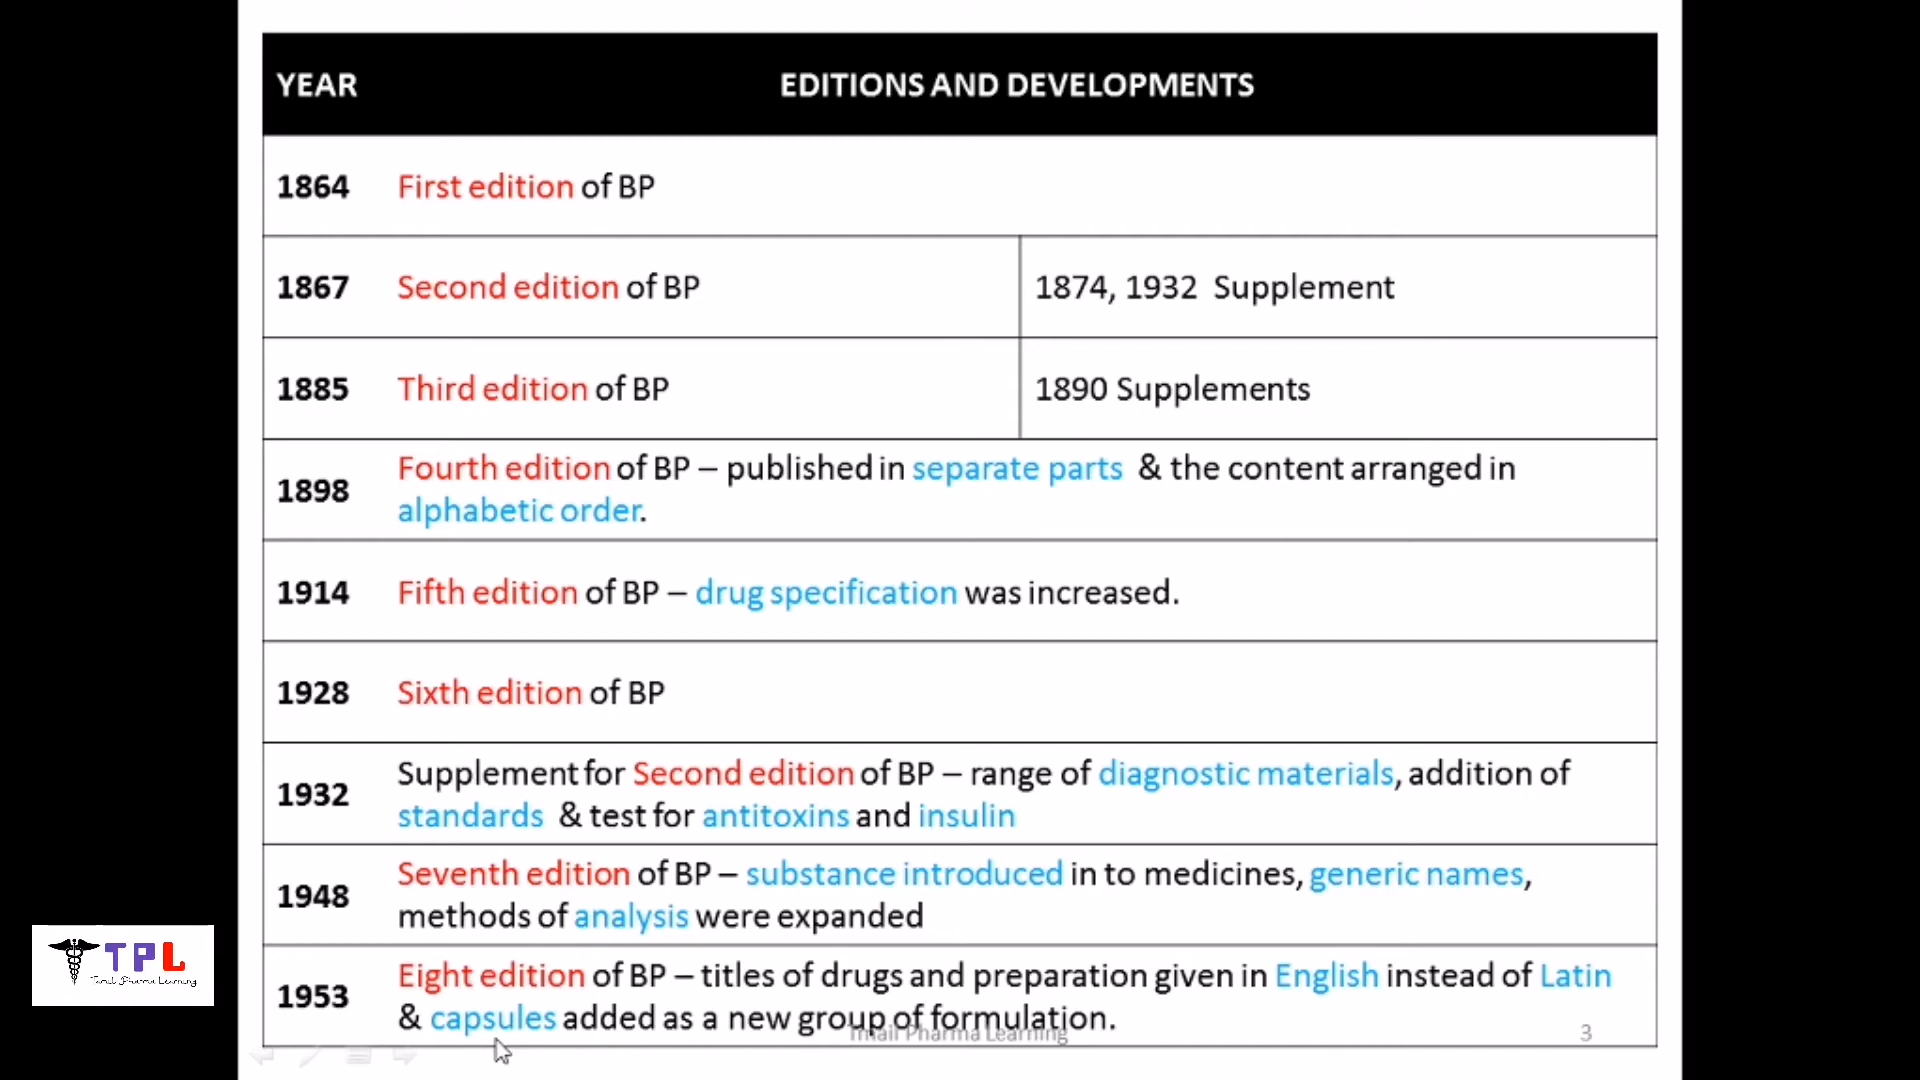 YEAR EDITIONS AND DEVELOPMENTS
1864 First edition of BP
1867 Second edition of BP 1874, 1932 Supplement
1885 Third edition of BP 1890 Supplements
1898 Fourth edition of BP – published in separate parts & the content arranged in
alphabetic order.
1914 Fifth edition of BP – drug specification was increased.
1928 Sixth edition of BP
1932 Supplement for Second edition of BP – range of diagnostic materials, addition of
standards & test for antitoxins and insulin
1948 Seventh edition of BP – substance introduced in to medicines, generic names,
methods of analysis were expanded
1953 Eight edition of BP – titles of drugs and preparation given in English instead of Latin
& capsules added as a new group of formulation.
Tmail Pharma Learning 3
TPL
Tamil Pharma Learning